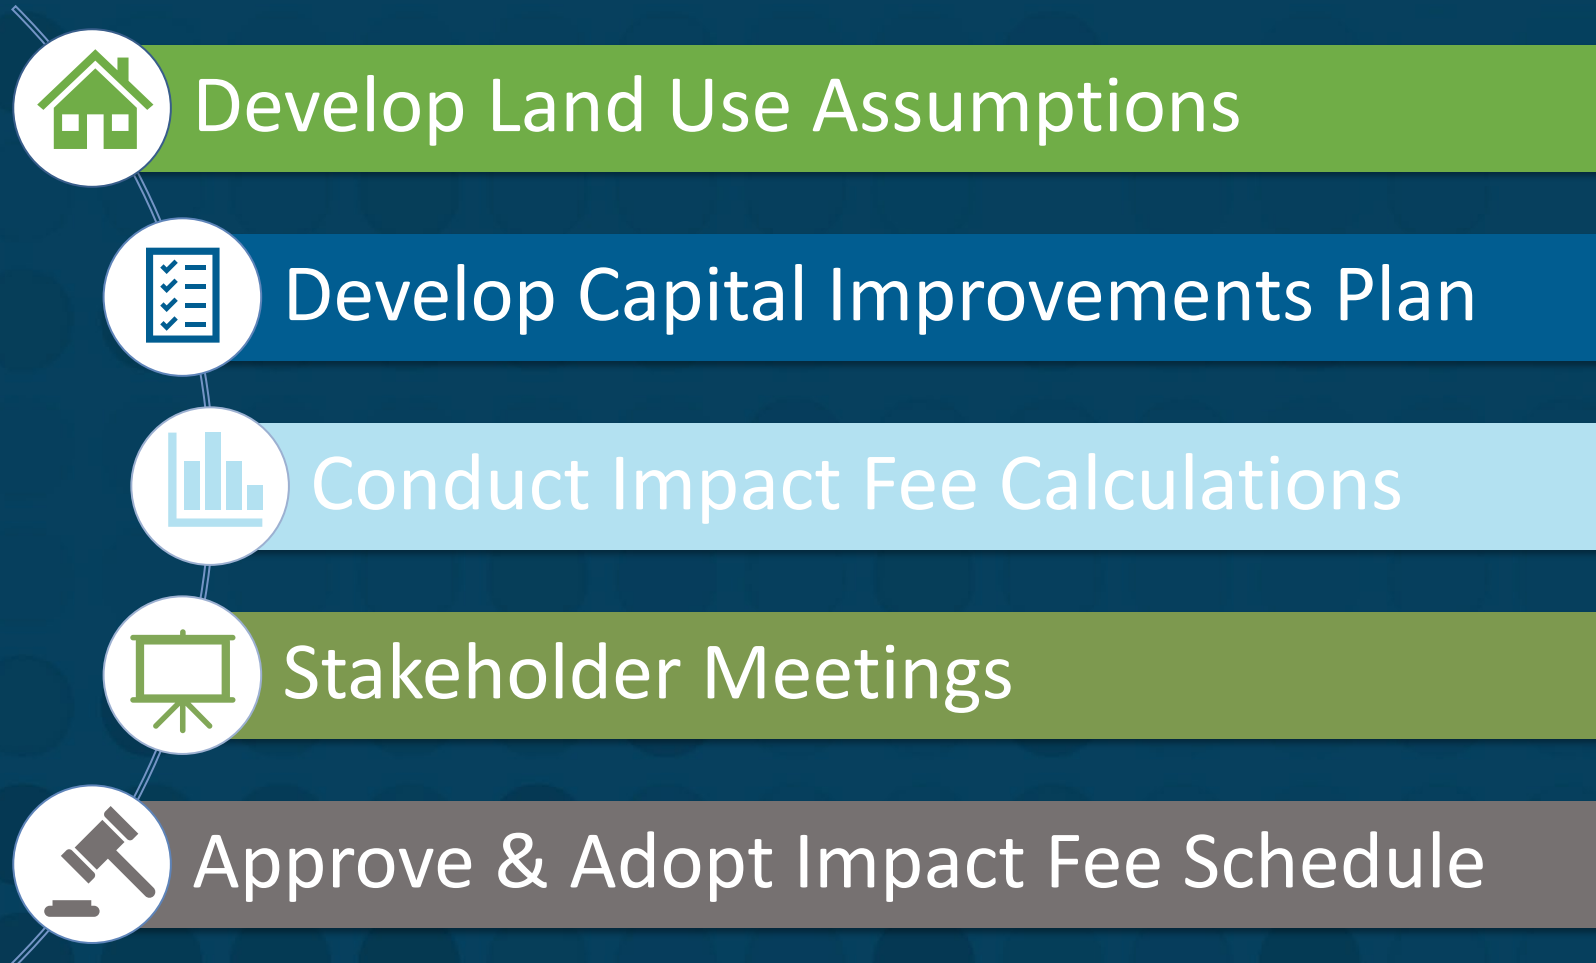 Develop Land Use Assumptions
Develop Capital Improvements Plan
Conduct Impact Fee Calculations
Stakeholder Meetings
Approve & Adopt Impact Fee Schedule